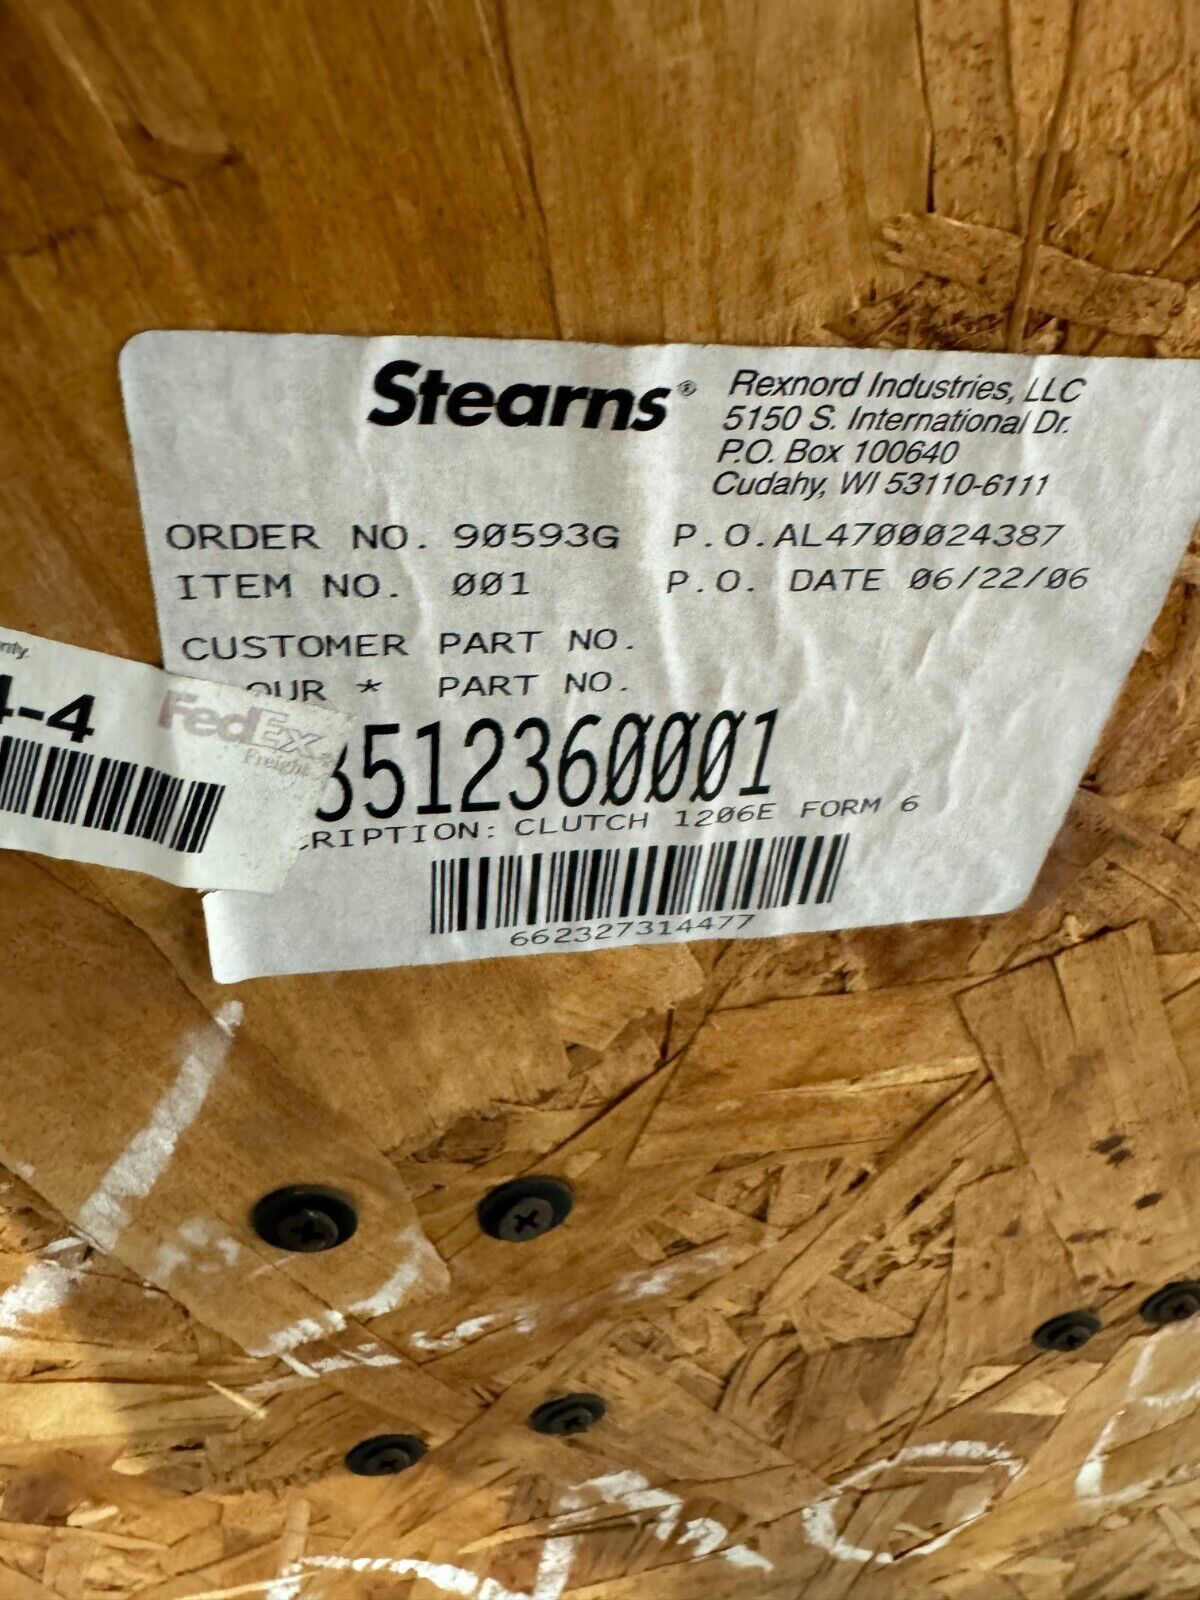 Stearns®
Rexnord Industries, LLC
5150 S. International Dr.
P.O. Box 100640
Cudahy, WI 53110-6111
ORDER NO. 90593G P.O.AL4700024387
ITEM NO. 001 P.O. DATE 06/22/06
CUSTOMER PART NO.
OUR * PART NO.
3512360001
CRIPTION: CLUTCH 1206E FORM 6
662327314477
-4
FedEx
Freight